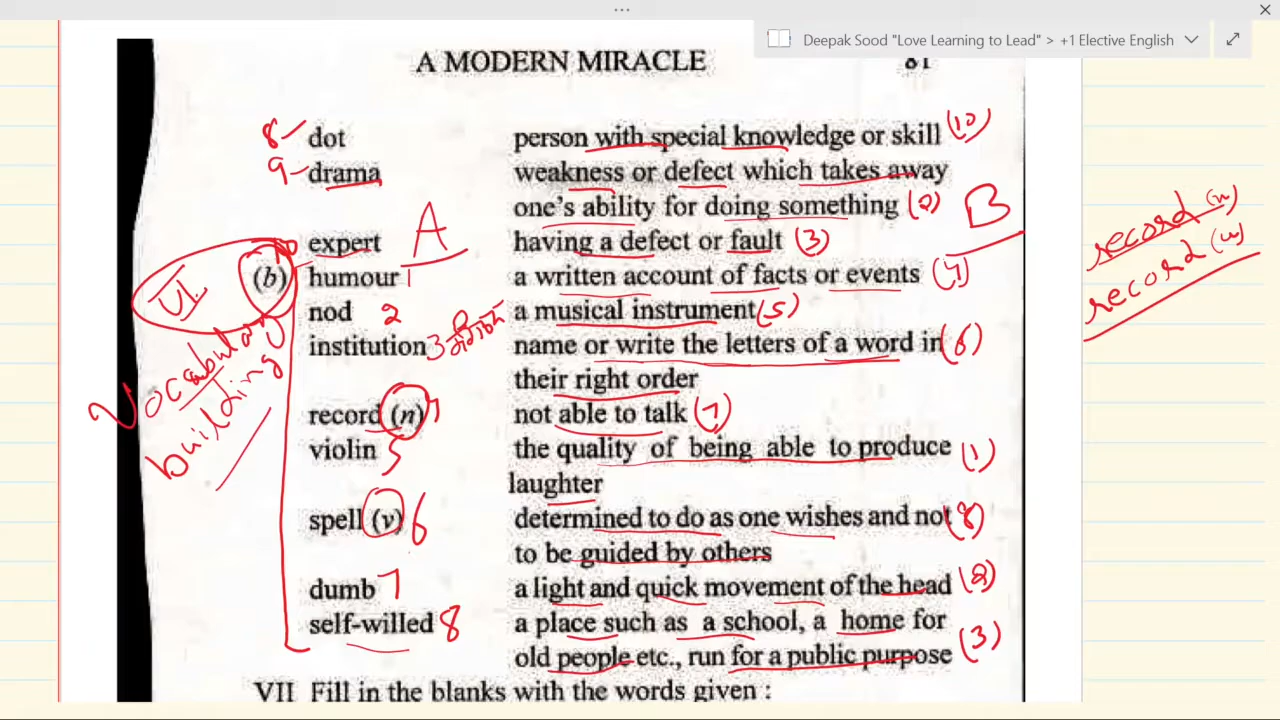 Deepak Sood "Love Learning to Lead" > +1 Elective English
A MODERN MIRACLE 81
8 dot person with special knowledge or skill (10)
9 drama weakness or defect which takes away
one's ability for doing something
A B
expert having a defect or fault (3)
VI (b) humour 1 a written account of facts or events
nod 2 a musical instrument (5)
institution 3 name or write the letters of a word in (6)
their right order
record (n) not able to talk (7)
violin 5 the quality of being able to produce (1)
laughter
spell (v) 6 determined to do as one wishes and not (8)
to be guided by others
dumb 7 a light and quick movement of the head (2)
self-willed 8 a place such as a school, a home for
old people etc., run for a public purpose (3)
VII Fill in the blanks with the words given :
Vocabulary
building
record (n)
record